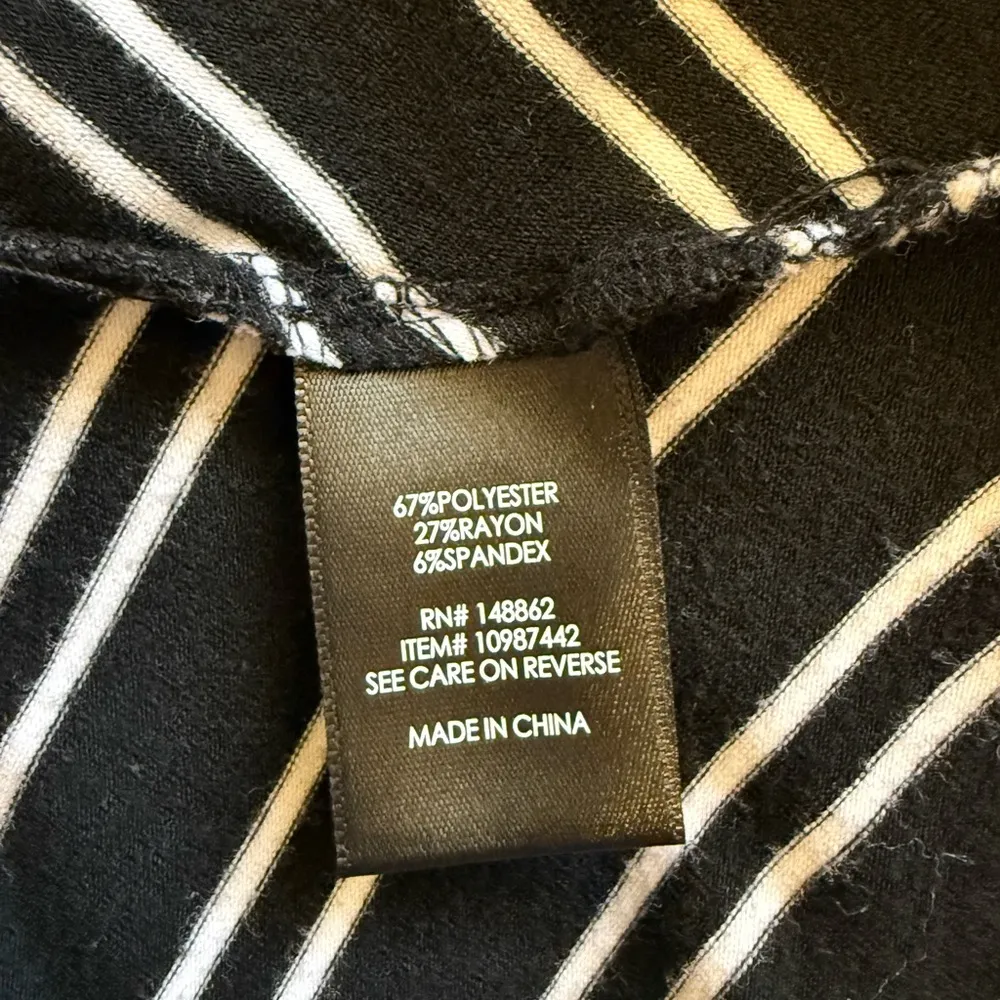 67%POLYESTER
27%RAYON
6%SPANDEX
RN# 148862
ITEM# 10987442
SEE CARE ON REVERSE
MADE IN CHINA